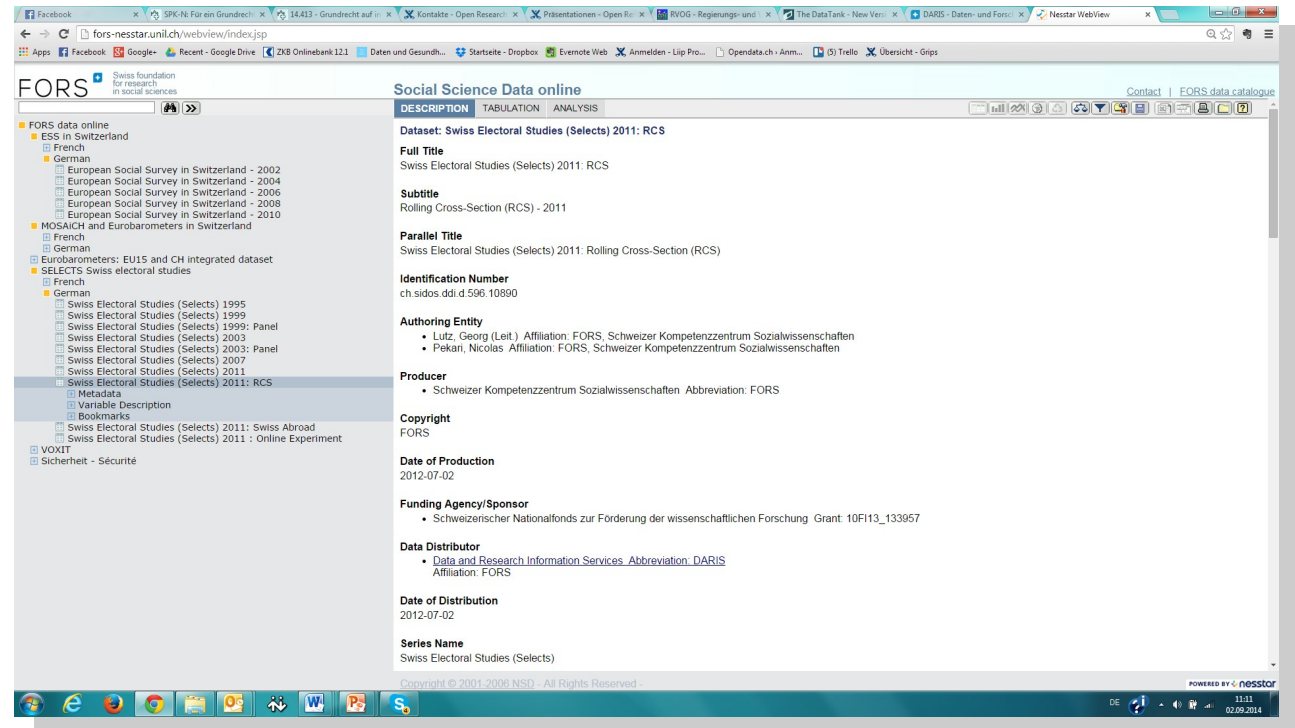 Facebook
SPK-N: Für ein Grundrech
14.413 - Grundrecht auf in
Kontakte - Open Research
Präsentationen - Open Re
RVOG - Regierungs- und
The DataTank - New Versi
DARIS - Daten- und Forsc
Nesstar WebView
fors-nesstar.unil.ch/webview/index.jsp
Apps
Facebook
Google+
Recent - Google Drive
ZKB Onlinebank 12.1
Daten und Gesundh...
Startseite - Dropbox
Evernote Web
Anmelden - Liip Pro...
Opendata.ch › Anm...
(5) Trello
Übersicht - Grips
FORS
Swiss foundation
for research
in social sciences
Social Science Data online
Contact | FORS data catalogue
DESCRIPTION TABULATION ANALYSIS
FORS data online
ESS in Switzerland
French
German
European Social Survey in Switzerland - 2002
European Social Survey in Switzerland - 2004
European Social Survey in Switzerland - 2006
European Social Survey in Switzerland - 2008
European Social Survey in Switzerland - 2010
MOSAiCH and Eurobarometers in Switzerland
French
German
Eurobarometers: EU15 and CH integrated dataset
SELECTS Swiss electoral studies
French
German
Swiss Electoral Studies (Selects) 1995
Swiss Electoral Studies (Selects) 1999
Swiss Electoral Studies (Selects) 1999: Panel
Swiss Electoral Studies (Selects) 2003
Swiss Electoral Studies (Selects) 2003: Panel
Swiss Electoral Studies (Selects) 2007
Swiss Electoral Studies (Selects) 2011
Swiss Electoral Studies (Selects) 2011: RCS
Metadata
Variable Description
Bookmarks
Swiss Electoral Studies (Selects) 2011: Swiss Abroad
Swiss Electoral Studies (Selects) 2011 : Online Experiment
VOXIT
Sicherheit - Sécurité
Dataset: Swiss Electoral Studies (Selects) 2011: RCS
Full Title
Swiss Electoral Studies (Selects) 2011: RCS
Subtitle
Rolling Cross-Section (RCS) - 2011
Parallel Title
Swiss Electoral Studies (Selects) 2011: Rolling Cross-Section (RCS)
Identification Number
ch.sidos.ddi.d.596.10890
Authoring Entity
• Lutz, Georg (Leit.) Affiliation: FORS, Schweizer Kompetenzzentrum Sozialwissenschaften
• Pekari, Nicolas Affiliation: FORS, Schweizer Kompetenzzentrum Sozialwissenschaften
Producer
• Schweizer Kompetenzzentrum Sozialwissenschaften Abbreviation: FORS
Copyright
FORS
Date of Production
2012-07-02
Funding Agency/Sponsor
• Schweizerischer Nationalfonds zur Förderung der wissenschaftlichen Forschung Grant: 10FI13_133957
Data Distributor
• Data and Research Information Services Abbreviation: DARIS
Affiliation: FORS
Date of Distribution
2012-07-02
Series Name
Swiss Electoral Studies (Selects)
Copyright © 2001-2006 NSD - All Rights Reserved -
POWERED BY nesstar
DE
11:11
02.09.2014